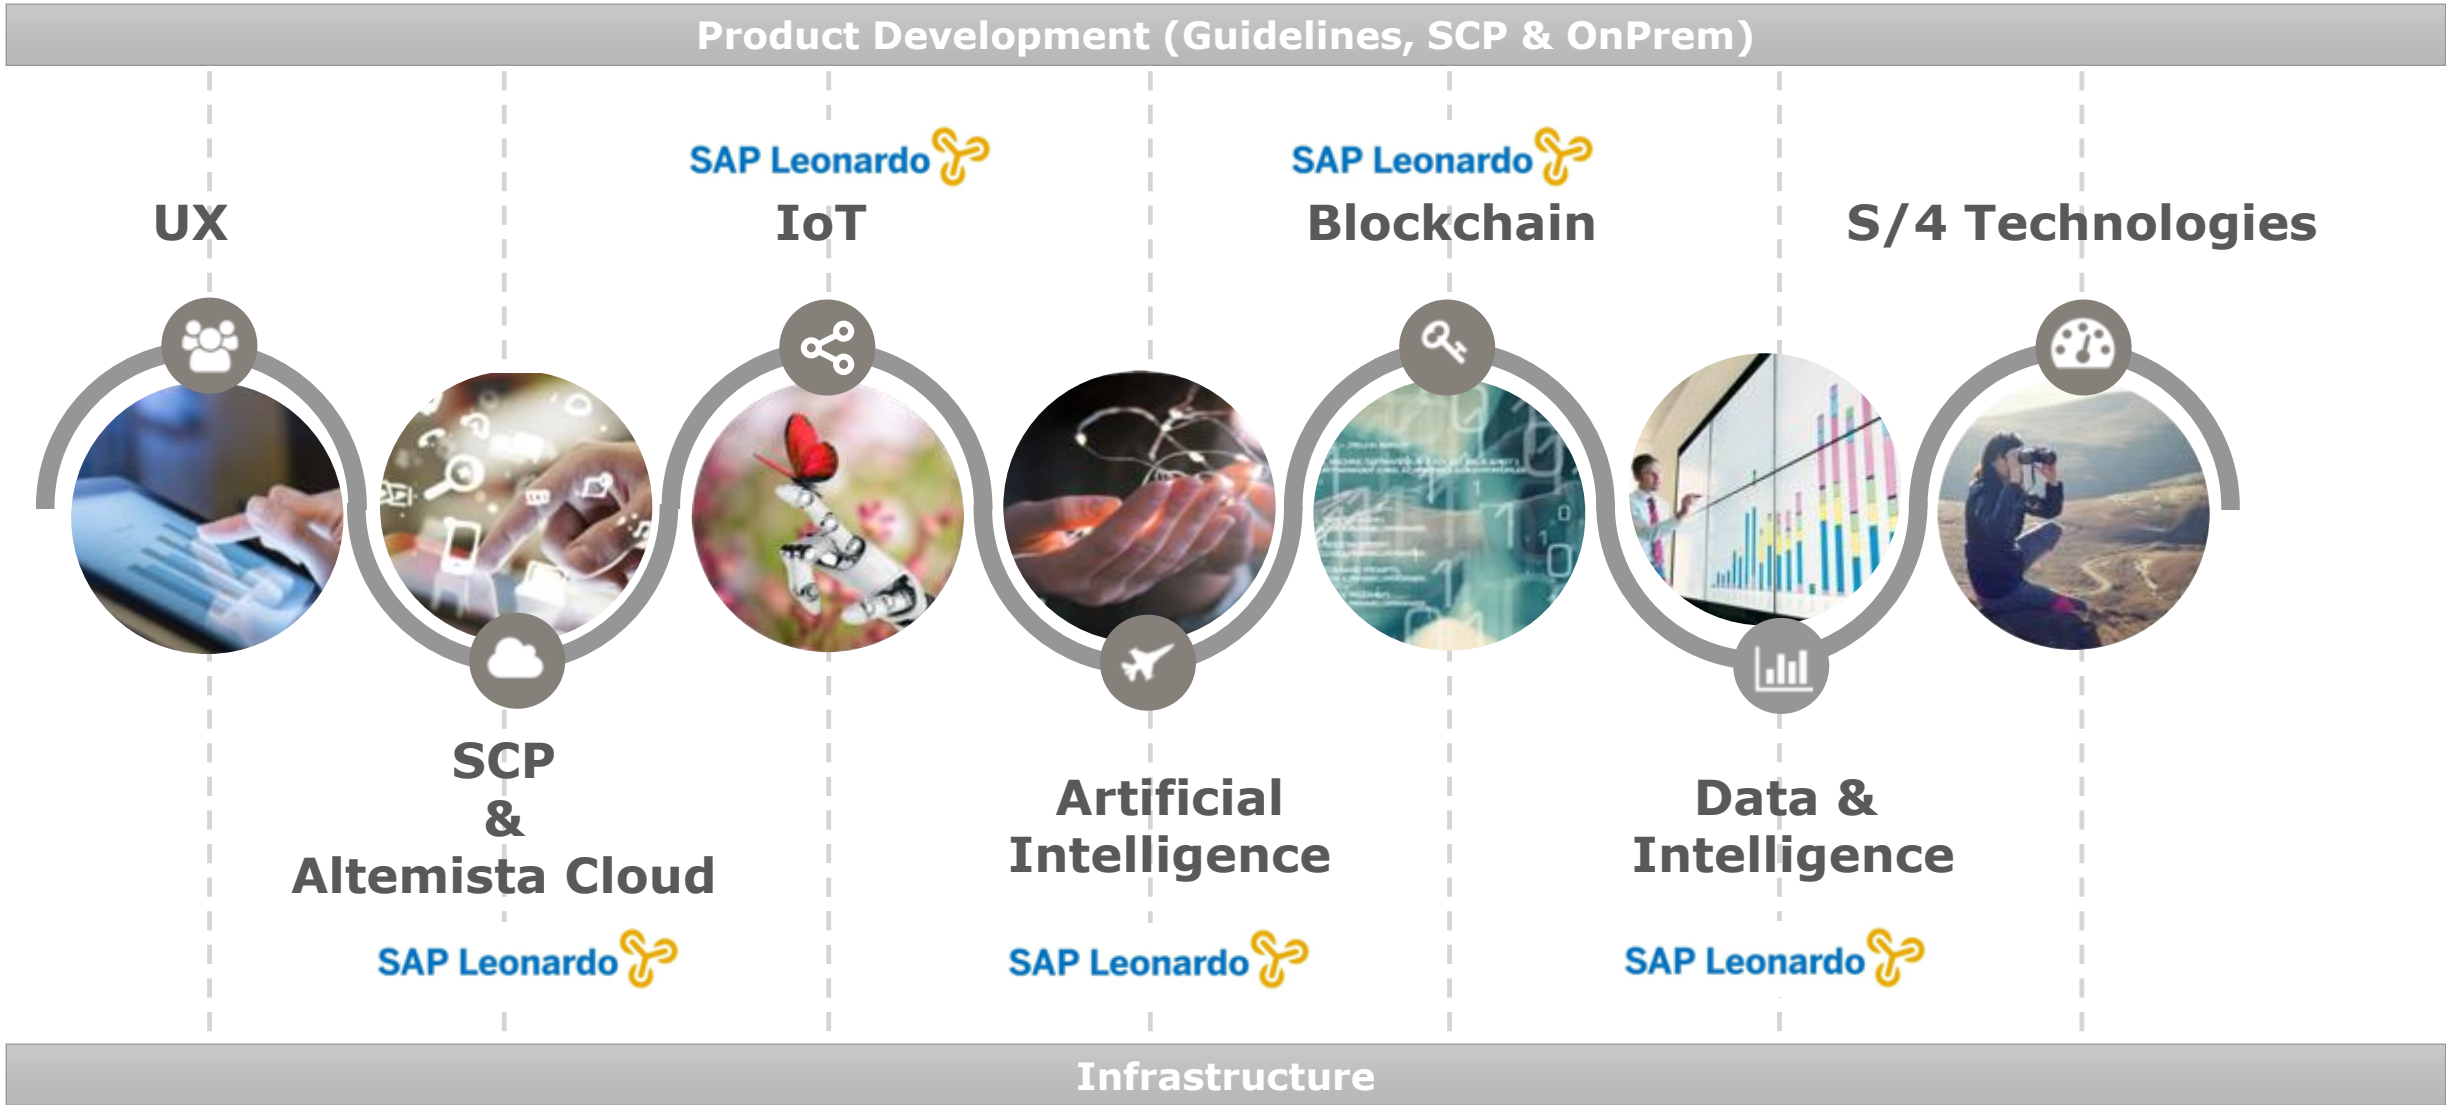 Product Development (Guidelines, SCP & OnPrem)
SAP Leonardo
SAP Leonardo
UX
IoT
Blockchain
S/4 Technologies
SCP
&
Altemista Cloud
Artificial
Intelligence
Data &
Intelligence
SAP Leonardo
SAP Leonardo
SAP Leonardo
Infrastructure